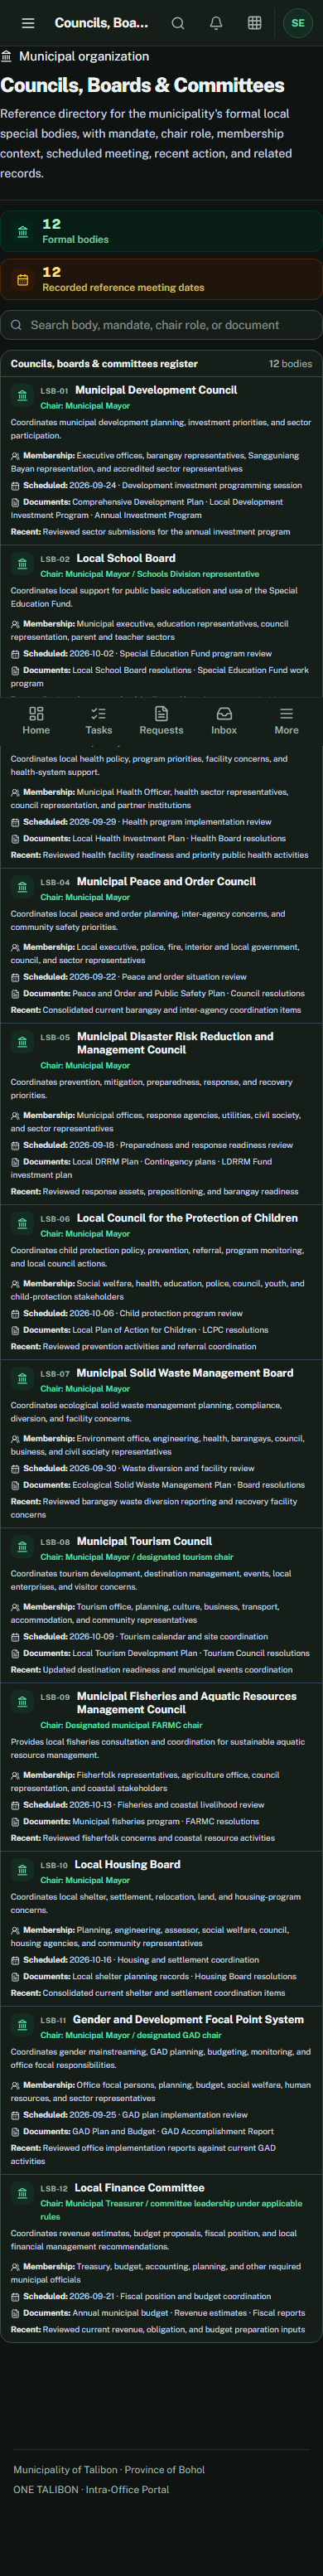 Councils, Boa...
SE
Municipal organization
Councils, Boards & Committees
Reference directory for the municipality's formal local
special bodies, with mandate, chair role, membership
context, scheduled meeting, recent action, and related
records.
12
Formal bodies
12
Recorded reference meeting dates
Search body, mandate, chair role, or document
Councils, boards & committees register
12 bodies
LSB-01 Municipal Development Council
Chair: Municipal Mayor
Coordinates municipal development planning, investment priorities, and sector
participation.
Membership: Executive offices, barangay representatives, Sangguniang
Bayan representation, and accredited sector representatives
Scheduled: 2026-09-24 · Development investment programming session
Documents: Comprehensive Development Plan · Local Development
Investment Program · Annual Investment Program
Recent: Reviewed sector submissions for the annual investment program
LSB-02 Local School Board
Chair: Municipal Mayor / Schools Division representative
Coordinates local support for public basic education and use of the Special
Education Fund.
Membership: Municipal executive, education representatives, council
representation, parent and teacher sectors
Scheduled: 2026-10-02 · Special Education Fund program review
Documents: Local School Board resolutions · Special Education Fund work
program
Home
Tasks
Requests
Inbox
More
Coordinates local health policy, program priorities, facility concerns, and
health-system support.
Membership: Municipal Health Officer, health sector representatives,
council representation, and partner institutions
Scheduled: 2026-09-29 · Health program implementation review
Documents: Local Health Investment Plan · Health Board resolutions
Recent: Reviewed health facility readiness and priority public health activities
LSB-04 Municipal Peace and Order Council
Chair: Municipal Mayor
Coordinates local peace and order planning, inter-agency concerns, and
community safety priorities.
Membership: Local executive, police, fire, interior and local government,
council, and sector representatives
Scheduled: 2026-09-22 · Peace and order situation review
Documents: Peace and Order and Public Safety Plan · Council resolutions
Recent: Consolidated current barangay and inter-agency coordination items
LSB-05 Municipal Disaster Risk Reduction and
Management Council
Chair: Municipal Mayor
Coordinates prevention, mitigation, preparedness, response, and recovery
priorities.
Membership: Municipal offices, response agencies, utilities, civil society,
and sector representatives
Scheduled: 2026-09-18 · Preparedness and response readiness review
Documents: Local DRRM Plan · Contingency plans · LDRRM Fund
investment plan
Recent: Reviewed response assets, prepositioning, and barangay readiness
LSB-06 Local Council for the Protection of Children
Chair: Municipal Mayor
Coordinates child protection policy, prevention, referral, program monitoring,
and local council actions.
Membership: Social welfare, health, education, police, council, youth, and
child-protection stakeholders
Scheduled: 2026-10-06 · Child protection program review
Documents: Local Plan of Action for Children · LCPC resolutions
Recent: Reviewed prevention activities and referral coordination
LSB-07 Municipal Solid Waste Management Board
Chair: Municipal Mayor
Coordinates ecological solid waste management planning, compliance,
diversion, and facility concerns.
Membership: Environment office, engineering, health, barangays, council,
business, and civil society representatives
Scheduled: 2026-09-30 · Waste diversion and facility review
Documents: Ecological Solid Waste Management Plan · Board resolutions
Recent: Reviewed barangay waste diversion reporting and recovery facility
concerns
LSB-08 Municipal Tourism Council
Chair: Municipal Mayor / designated tourism chair
Coordinates tourism development, destination management, events, local
enterprises, and visitor concerns.
Membership: Tourism office, planning, culture, business, transport,
accommodation, and community representatives
Scheduled: 2026-10-09 · Tourism calendar and site coordination
Documents: Local Tourism Development Plan · Tourism Council resolutions
Recent: Updated destination readiness and municipal events coordination
LSB-09 Municipal Fisheries and Aquatic Resources
Management Council
Chair: Designated municipal FARMC chair
Provides local fisheries consultation and coordination for sustainable aquatic
resource management.
Membership: Fisherfolk representatives, agriculture office, council
representation, and coastal stakeholders
Scheduled: 2026-10-13 · Fisheries and coastal livelihood review
Documents: Municipal fisheries program · FARMC resolutions
Recent: Reviewed fisherfolk concerns and coastal resource activities
LSB-10 Local Housing Board
Chair: Municipal Mayor
Coordinates local shelter, settlement, relocation, land, and housing-program
concerns.
Membership: Planning, engineering, assessor, social welfare, council,
housing agencies, and community representatives
Scheduled: 2026-10-16 · Housing and settlement coordination
Documents: Local shelter planning records · Housing Board resolutions
Recent: Consolidated current shelter and settlement coordination items
LSB-11 Gender and Development Focal Point System
Chair: Municipal Mayor / designated GAD chair
Coordinates gender mainstreaming, GAD planning, budgeting, monitoring, and
office focal responsibilities.
Membership: Office focal persons, planning, budget, social welfare, human
resources, and sector representatives
Scheduled: 2026-09-25 · GAD plan implementation review
Documents: GAD Plan and Budget · GAD Accomplishment Report
Recent: Reviewed office implementation reports against current GAD
activities
LSB-12 Local Finance Committee
Chair: Municipal Treasurer / committee leadership under applicable
rules
Coordinates revenue estimates, budget proposals, fiscal position, and local
financial management recommendations.
Membership: Treasury, budget, accounting, planning, and other required
municipal officials
Scheduled: 2026-09-21 · Fiscal position and budget coordination
Documents: Annual municipal budget · Revenue estimates · Fiscal reports
Recent: Reviewed current revenue, obligation, and budget preparation inputs
Municipality of Talibon · Province of Bohol
ONE TALIBON · Intra-Office Portal